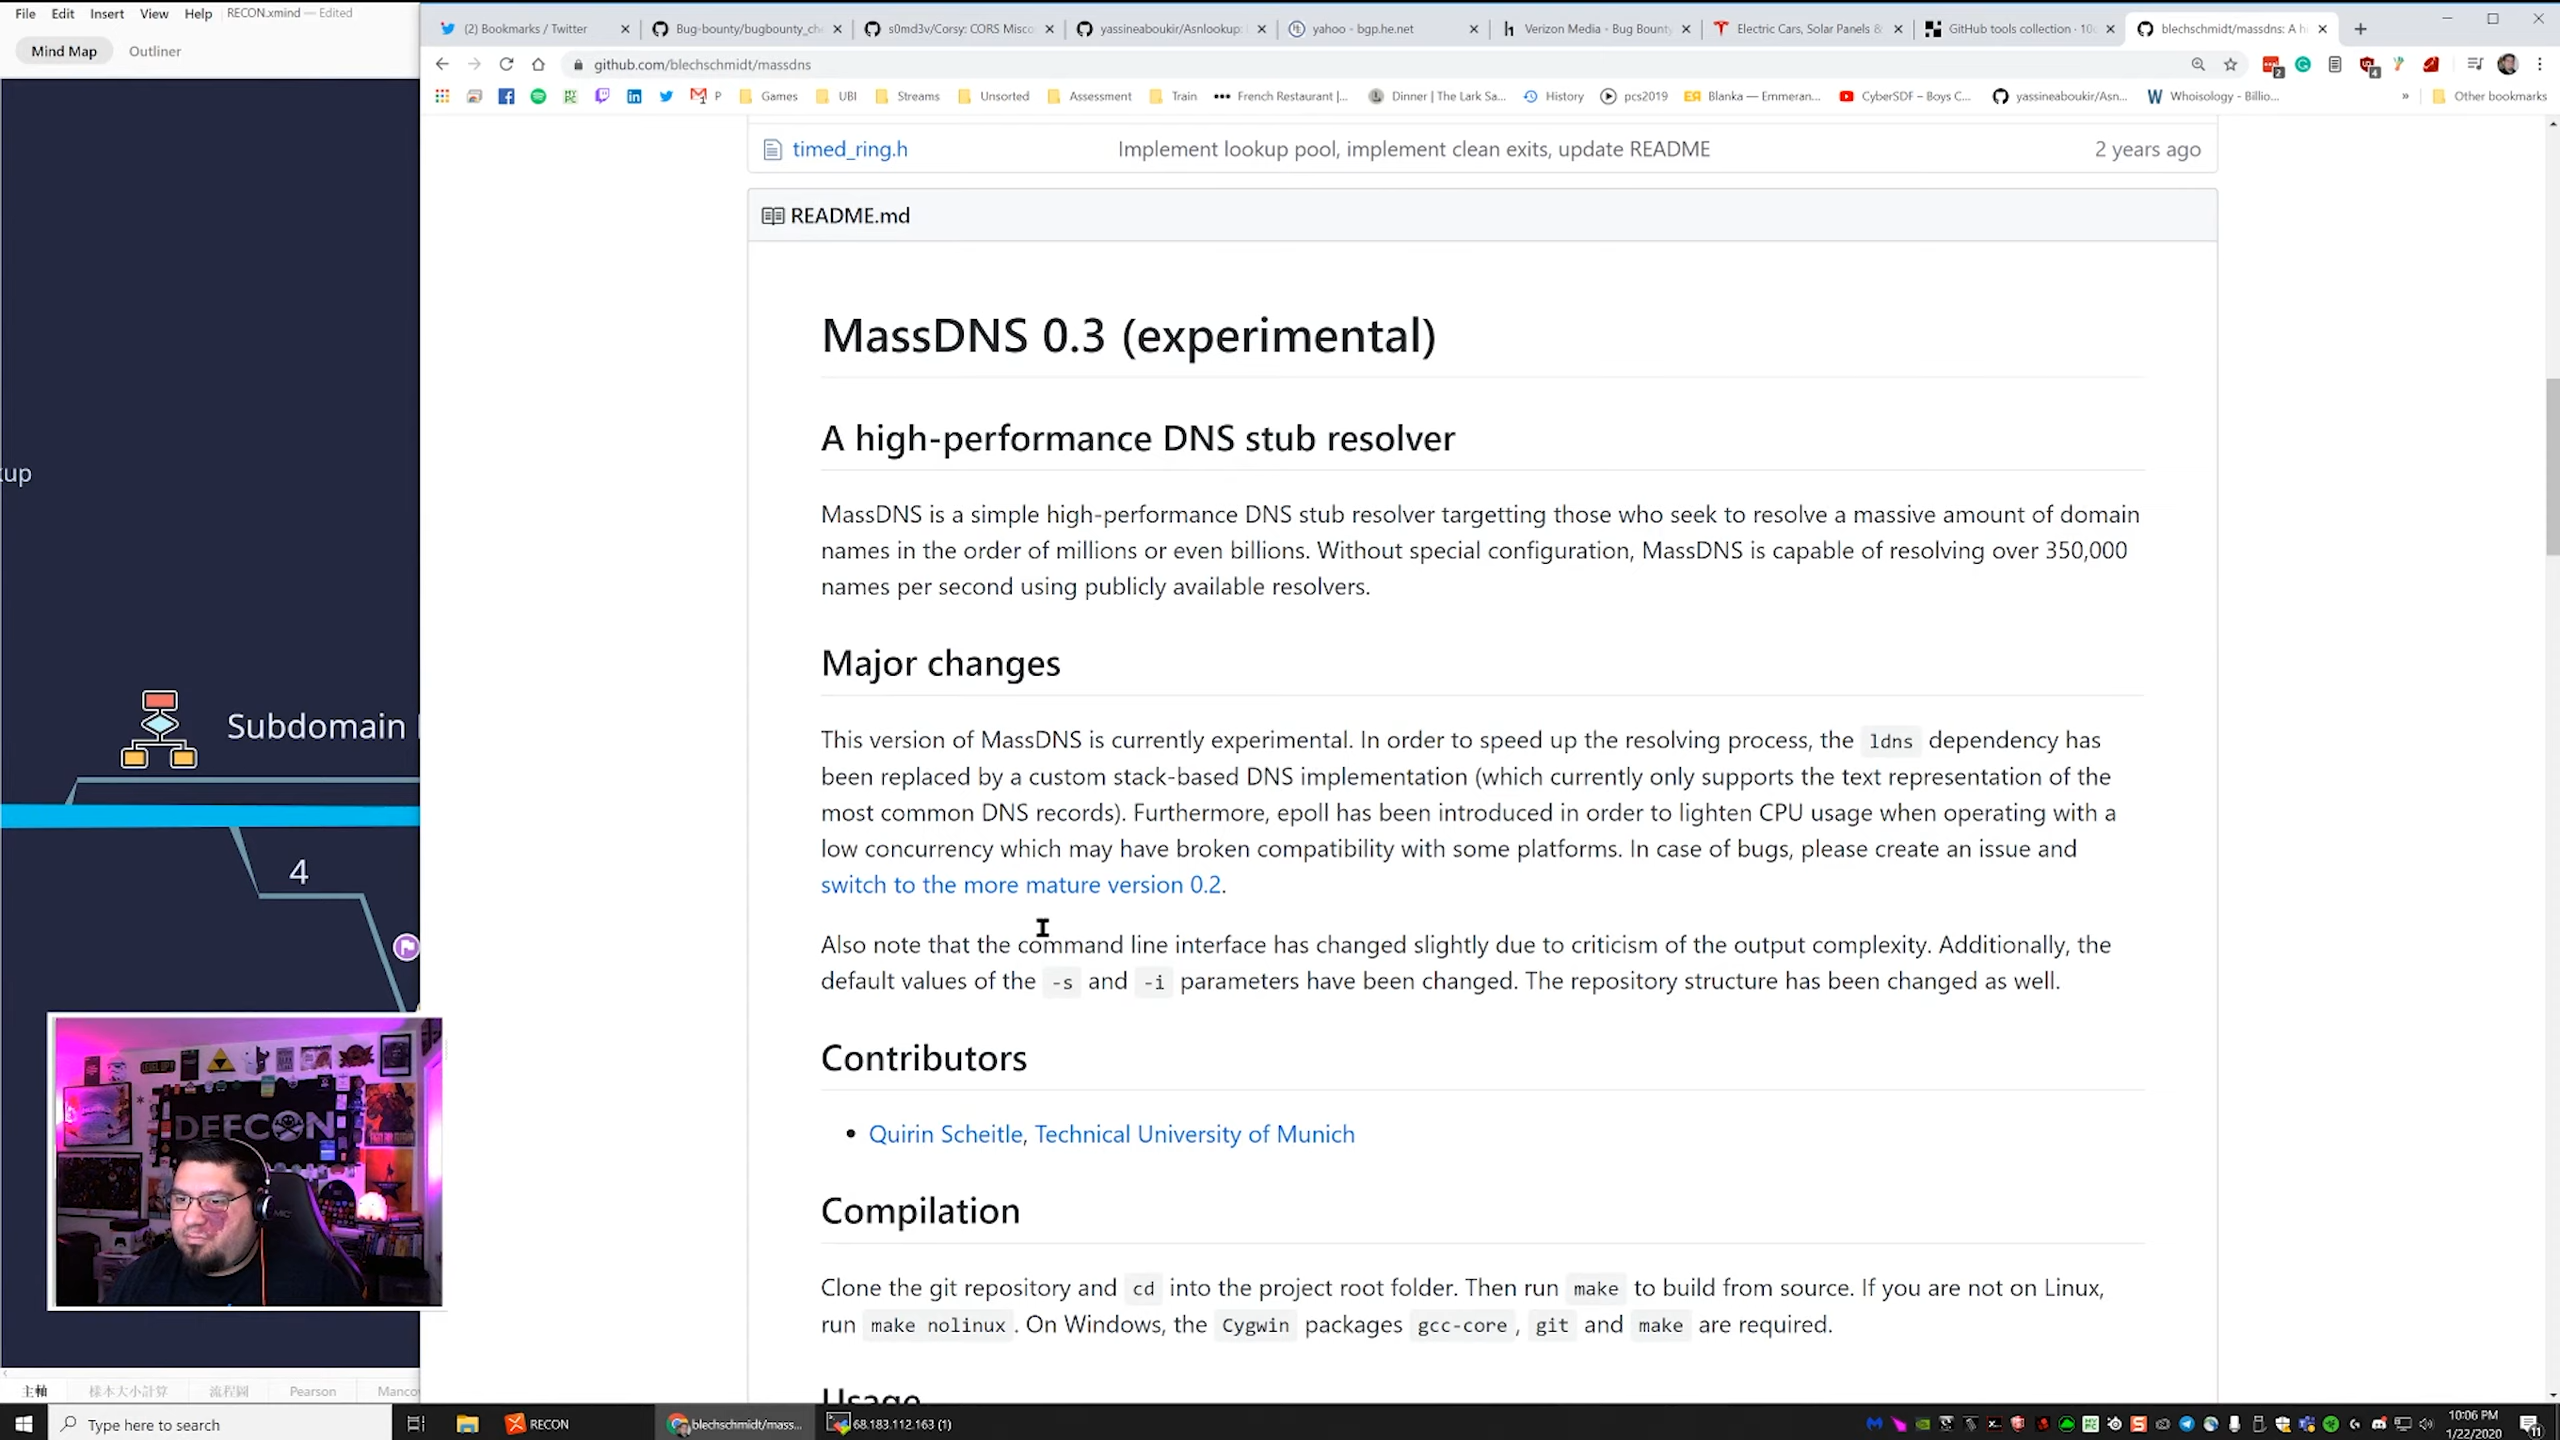 File Edit Insert View Help RECON.xmind — Edited
Mind Map Outliner
kup
Subdomain
4
DEFCON
主軸 樣本大小計算 流程圖 Pearson Manco
(2) Bookmarks / Twitter
Bug-bounty/bugbounty_che
s0md3v/Corsy: CORS Misco
yassineaboukir/Asnlookup:
yahoo - bgp.he.net
Verizon Media - Bug Bounty
Electric Cars, Solar Panels &
GitHub tools collection · 10
blechschmidt/massdns: A h
github.com/blechschmidt/massdns
P Games UBI Streams Unsorted Assessment Train French Restaurant |... Dinner | The Lark Sa... History pcs2019 Blanka — Emmeran... CyberSDF – Boys C... yassineaboukir/Asn... Whoisology - Billio... » Other bookmarks
timed_ring.h Implement lookup pool, implement clean exits, update README 2 years ago
README.md
MassDNS 0.3 (experimental)
A high-performance DNS stub resolver
MassDNS is a simple high-performance DNS stub resolver targetting those who seek to resolve a massive amount of domain
names in the order of millions or even billions. Without special configuration, MassDNS is capable of resolving over 350,000
names per second using publicly available resolvers.
Major changes
This version of MassDNS is currently experimental. In order to speed up the resolving process, the ldns dependency has
been replaced by a custom stack-based DNS implementation (which currently only supports the text representation of the
most common DNS records). Furthermore, epoll has been introduced in order to lighten CPU usage when operating with a
low concurrency which may have broken compatibility with some platforms. In case of bugs, please create an issue and
switch to the more mature version 0.2.
Also note that the command line interface has changed slightly due to criticism of the output complexity. Additionally, the
default values of the -s and -i parameters have been changed. The repository structure has been changed as well.
Contributors
• Quirin Scheitle, Technical University of Munich
Compilation
Clone the git repository and cd into the project root folder. Then run make to build from source. If you are not on Linux,
run make nolinux . On Windows, the Cygwin packages gcc-core , git and make are required.
Usage
Type here to search
RECON
blechschmidt/mass...
68.183.112.163 (1)
10:06 PM
1/22/2020